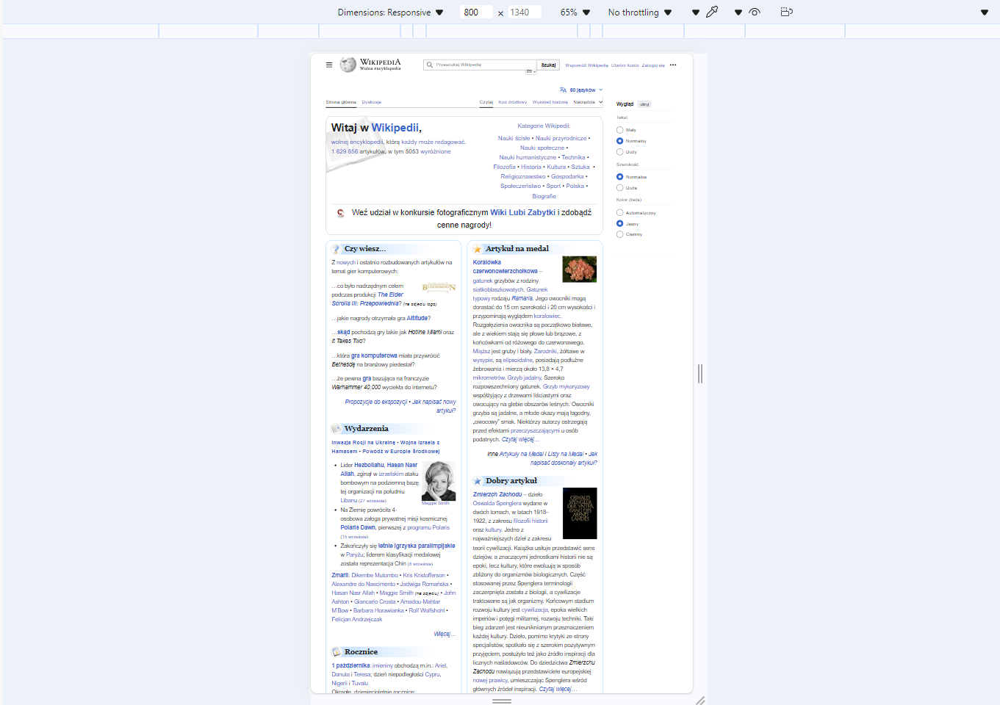 Dimensions: Responsive 800 × 1340 65% No throttling
WIKIPEDIA
Wolna encyklopedia
Przeszukaj Wikipedię Szukaj
Wspomóż Wikipedię Utwórz konto Zaloguj się
60 języków
Strona główna Dyskusja Czytaj Kod źródłowy Wyświetl historię Narzędzia
Witaj w Wikipedii,
wolnej encyklopedii, którą każdy może redagować.
1 629 856 artykułów, w tym 5053 wyróżnione
Kategorie Wikipedii:
Nauki ścisłe • Nauki przyrodnicze •
Nauki społeczne •
Nauki humanistyczne • Technika •
Filozofia • Historia • Kultura • Sztuka •
Religioznawstwo • Gospodarka •
Społeczeństwo • Sport • Polska •
Biografie
Weź udział w konkursie fotograficznym Wiki Lubi Zabytki i zdobądź
cenne nagrody!
Czy wiesz…
Z nowych i ostatnio rozbudowanych artykułów na
temat gier komputerowych:
…co było nadrzędnym celem
podczas produkcji The Elder
Scrolls III: Przepowiednia? (na zdjęciu logo)
BLOODMOON
…jakie nagrody otrzymała gra Altitude?
…skąd pochodzą gry takie jak Hotline Miami oraz
It Takes Two?
…która gra komputerowa miała przywrócić
Bethesdę na branżowy piedestał?
…że pewna gra bazująca na franczyzie
Warhammer 40,000 wyciekła do internetu?
Propozycje do ekspozycji • Jak napisać nowy
artykuł?
Wydarzenia
Inwazja Rosji na Ukrainę • Wojna Izraela z
Hamasem • Powódź w Europie Środkowej
• Lider Hezbollahu, Hasan Nasr
Allah, zginął w izraelskim ataku
bombowym na podziemną bazę
tej organizacji na południu
Libanu (27 września)
Maggie Smith
• Na Ziemię powróciła 4-
osobowa załoga prywatnej misji kosmicznej
Polaris Dawn, pierwszej z programu Polaris
(15 września)
• Zakończyły się letnie igrzyska paralimpijskie
w Paryżu; liderem klasyfikacji medalowej
została reprezentacja Chin (8 września)
Zmarli: Dikembe Mutombo • Kris Kristofferson •
Alexandre do Nascimento • Jadwiga Romańska •
Hasan Nasr Allah • Maggie Smith (na zdjęciu) • John
Ashton • Giancarlo Crosta • Amadou-Mahtar
M'Bow • Barbara Horawianka • Rolf Wolfshohl •
Felicjan Andrzejczak
Więcej…
Rocznice
1 października: imieniny obchodzą m.in.: Ariel,
Danuta i Teresa; dzień niepodległości Cypru,
Nigerii i Tuvalu
Okrągłe, dziesięcioletnie rocznice:
Artykuł na medal
Koralówka
czerwonowierzchołkowa –
gatunek grzybów z rodziny
siatkoblaszkowatych. Gatunek
typowy rodzaju Ramaria. Jego owocniki mogą
dorastać do 15 cm szerokości i 20 cm wysokości i
przypominają wyglądem koralowiec.
Rozgałęzienia owocnika są początkowo białawe,
ale z wiekiem stają się płowe lub brązowe, z
końcówkami od różowego do czerwonawego.
Miąższ jest gruby i biały. Zarodniki, żółtawe w
wysypie, są elipsoidalne, posiadają podłużne
żebrowania i mierzą około 13,8 × 4,7
mikrometrów. Grzyb jadalny. Szeroko
rozpowszechniony gatunek. Grzyb mykoryzowy
współżyjący z drzewami liściastymi oraz
owocujący na glebie obszarów leśnych. Owocniki
grzyba są jadalne, a młode okazy mają łagodny,
„owocowy” smak. Niektórzy autorzy ostrzegają
przed efektami przeczyszczającymi u osób
podatnych. Czytaj więcej…
Inne Artykuły na Medal i Listy na Medal • Jak
napisać doskonały artykuł?
Dobry artykuł
Zmierzch Zachodu – dzieło
Oswalda Spenglera wydane w
dwóch tomach, w latach 1918–
1922, z zakresu filozofii historii
oraz kultury. Jedno z
najważniejszych dzieł z zakresu
teorii cywilizacji. Książka usiłuje przedstawić sens
dziejów, a znaczącymi jednostkami historii nie są
epoki, lecz kultury, które ewoluują w sposób
zbliżony do organizmów biologicznych. Część
stosowanej przez Spenglera terminologii
zaczerpnięta została z biologii, a cywilizacje
traktowane są jak organizmy. Końcowym stadium
rozwoju kultury jest cywilizacja, epoka wielkich
imperiów i potęgi militarnej, rozwoju techniki. Taki
bieg zdarzeń jest nieuniknionym przeznaczeniem
każdej kultury. Dzieło, pomimo krytyki ze strony
specjalistów, spotkało się z szerokim pozytywnym
przyjęciem, posłużyło też jako źródło inspiracji dla
licznych naśladowców. Do dziedzictwa Zmierzchu
Zachodu nawiązują przedstawiciele europejskiej
nowej prawicy, umieszczając Spenglera wśród
głównych źródeł inspiracji. Czytaj więcej…
OSWALD
SPENGLER
DER UNTER
GANG DES
ABEND
LANDES
Wygląd ukryj
Tekst
Mały
Normalny
Duży
Szerokość
Normalna
Duża
Kolor (beta)
Automatyczny
Jasny
Ciemny